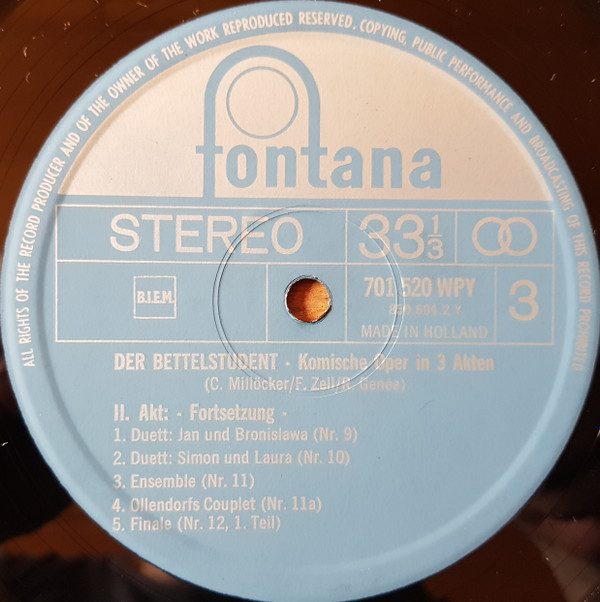 ALL RIGHTS OF THE RECORD PRODUCER AND OF THE OWNER OF THE WORK REPRODUCED RESERVED. COPYING, PUBLIC PERFORMANCE AND BROADCASTING OF THIS RECORD PROHIBITED
fontana
STEREO 33 1/3
B.I.E.M. 701 520 WPY 3
MADE IN HOLLAND
DER BETTELSTUDENT - Komische Oper in 3 Akten
(C. Millöcker/F. Zell/R. Genée)
II. Akt: - Fortsetzung -
1. Duett: Jan und Bronislawa (Nr. 9)
2. Duett: Simon und Laura (Nr. 10)
3. Ensemble (Nr. 11)
4. Ollendorfs Couplet (Nr. 11a)
5. Finale (Nr. 12, 1. Teil)